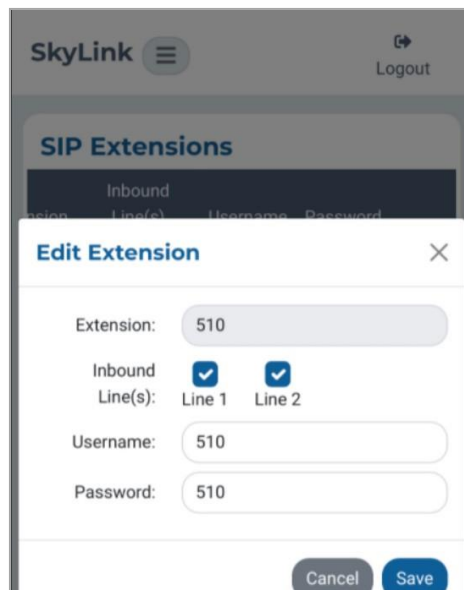 SkyLink
Logout
SIP Extensions
Inbound
nsion Line(s) Username Password
Edit Extension
Extension: 510
Inbound
Line(s):
Line 1 Line 2
Username: 510
Password: 510
Cancel Save